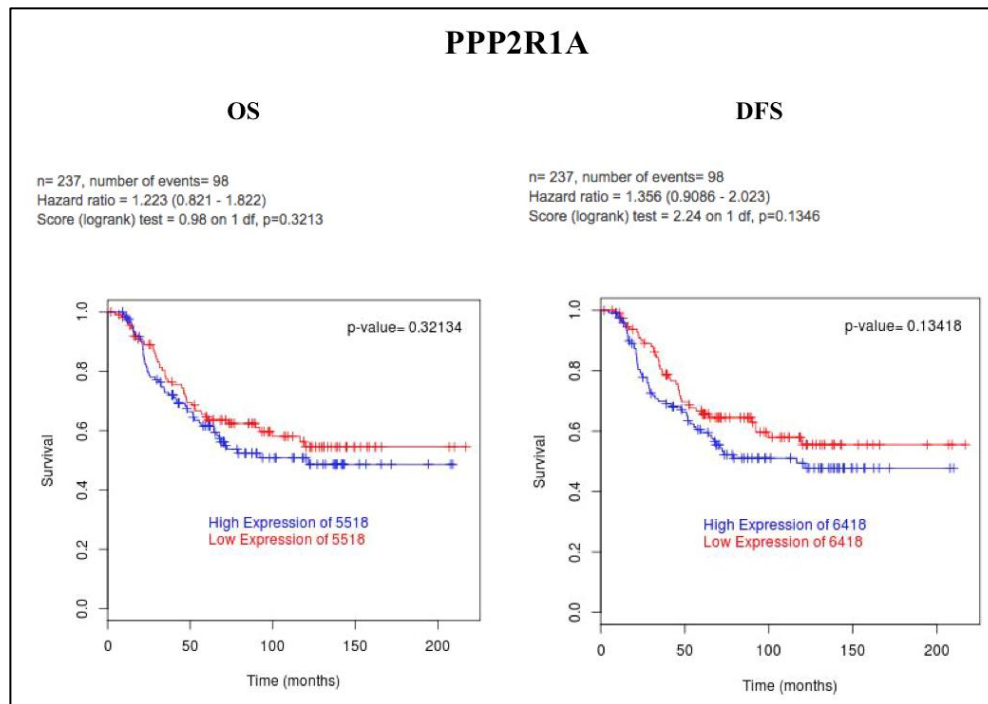 PPP2R1A
OS
n= 237, number of events= 98
Hazard ratio = 1.223 (0.821 - 1.822)
Score (logrank) test = 0.98 on 1 df, p=0.3213
p-value= 0.32134
Survival
1.0
0.8
0.6
0.4
0.2
0.0
High Expression of 5518
Low Expression of 5518
0 50 100 150 200
Time (months)
DFS
n= 237, number of events= 98
Hazard ratio = 1.356 (0.9086 - 2.023)
Score (logrank) test = 2.24 on 1 df, p=0.1346
p-value= 0.13418
Survival
1.0
0.8
0.6
0.4
0.2
0.0
High Expression of 6418
Low Expression of 6418
0 50 100 150 200
Time (months)